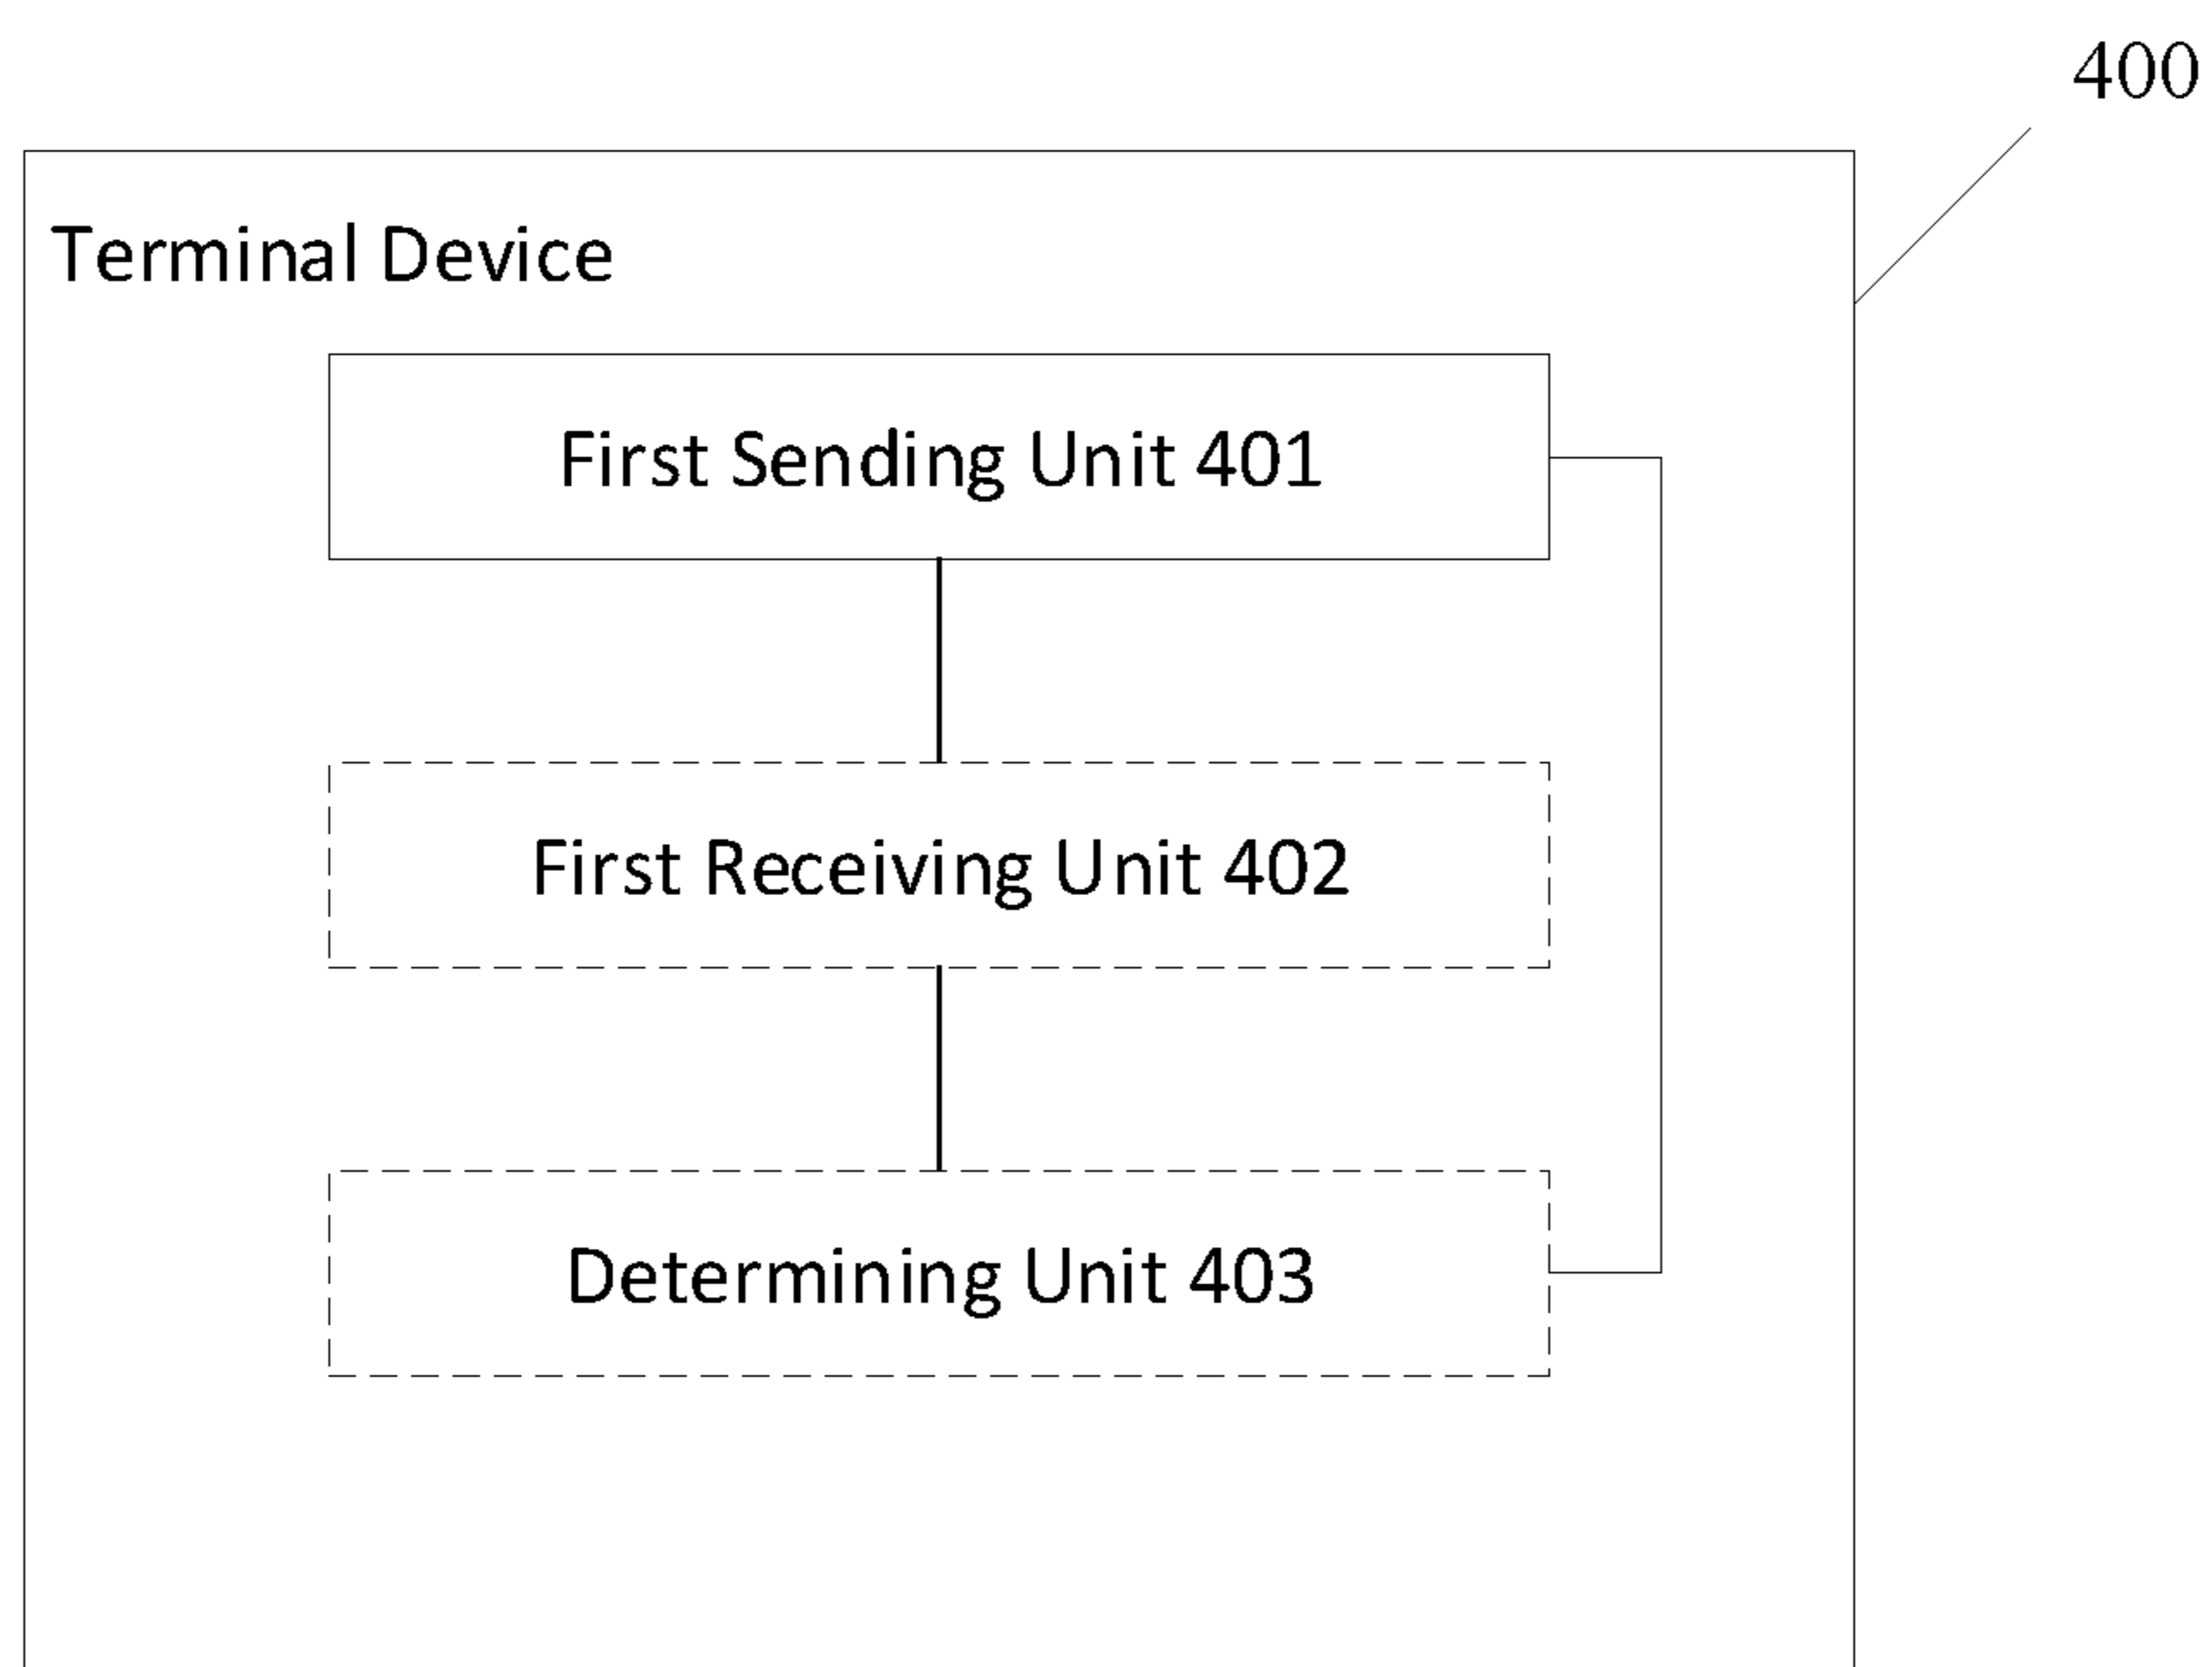 400
Terminal Device
First Sending Unit 401
First Receiving Unit 402
Determining Unit 403